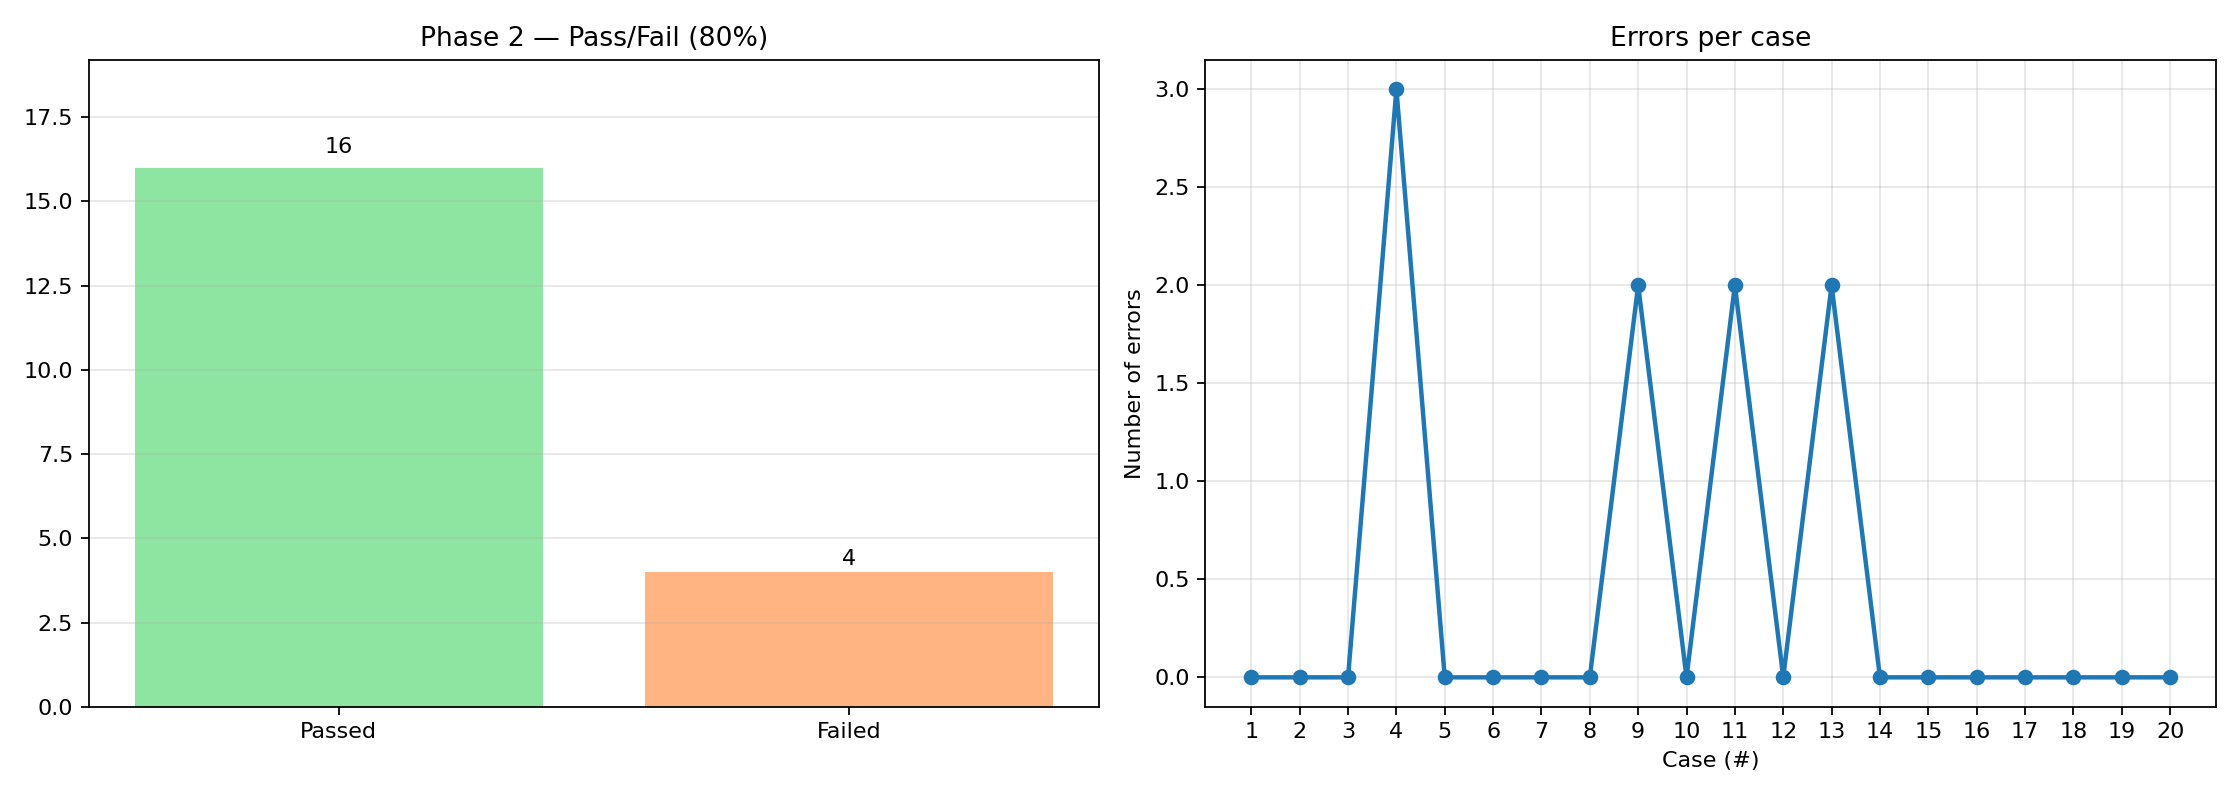 Phase 2 — Pass/Fail (80%)
17.5
15.0
12.5
10.0
7.5
5.0
2.5
0.0
16
4
Passed Failed
Errors per case
Number of errors
3.0
2.5
2.0
1.5
1.0
0.5
0.0
1 2 3 4 5 6 7 8 9 10 11 12 13 14 15 16 17 18 19 20
Case (#)